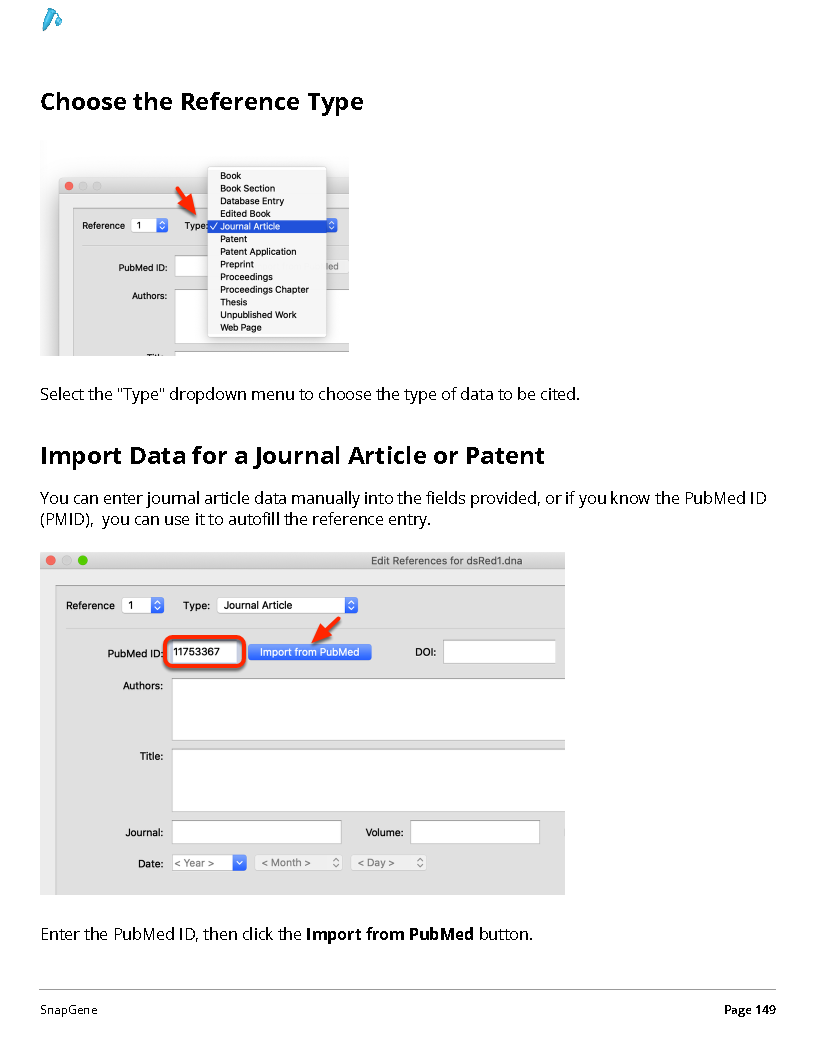 Choose the Reference Type
Book
Book Section
Database Entry
Edited Book
Reference 1 Type: ✓ Journal Article
Patent
Patent Application
Preprint
PubMed ID:
Proceedings
Proceedings Chapter
Authors:
Thesis
Unpublished Work
Web Page
Select the "Type" dropdown menu to choose the type of data to be cited.
Import Data for a Journal Article or Patent
You can enter journal article data manually into the fields provided, or if you know the PubMed ID
(PMID), you can use it to autofill the reference entry.
Edit References for dsRed1.dna
Reference 1 Type: Journal Article
PubMed ID: 11753367 Import from PubMed DOI:
Authors:
Title:
Journal: Volume:
Date: < Year > < Month > < Day >
Enter the PubMed ID, then click the Import from PubMed button.
SnapGene Page 149